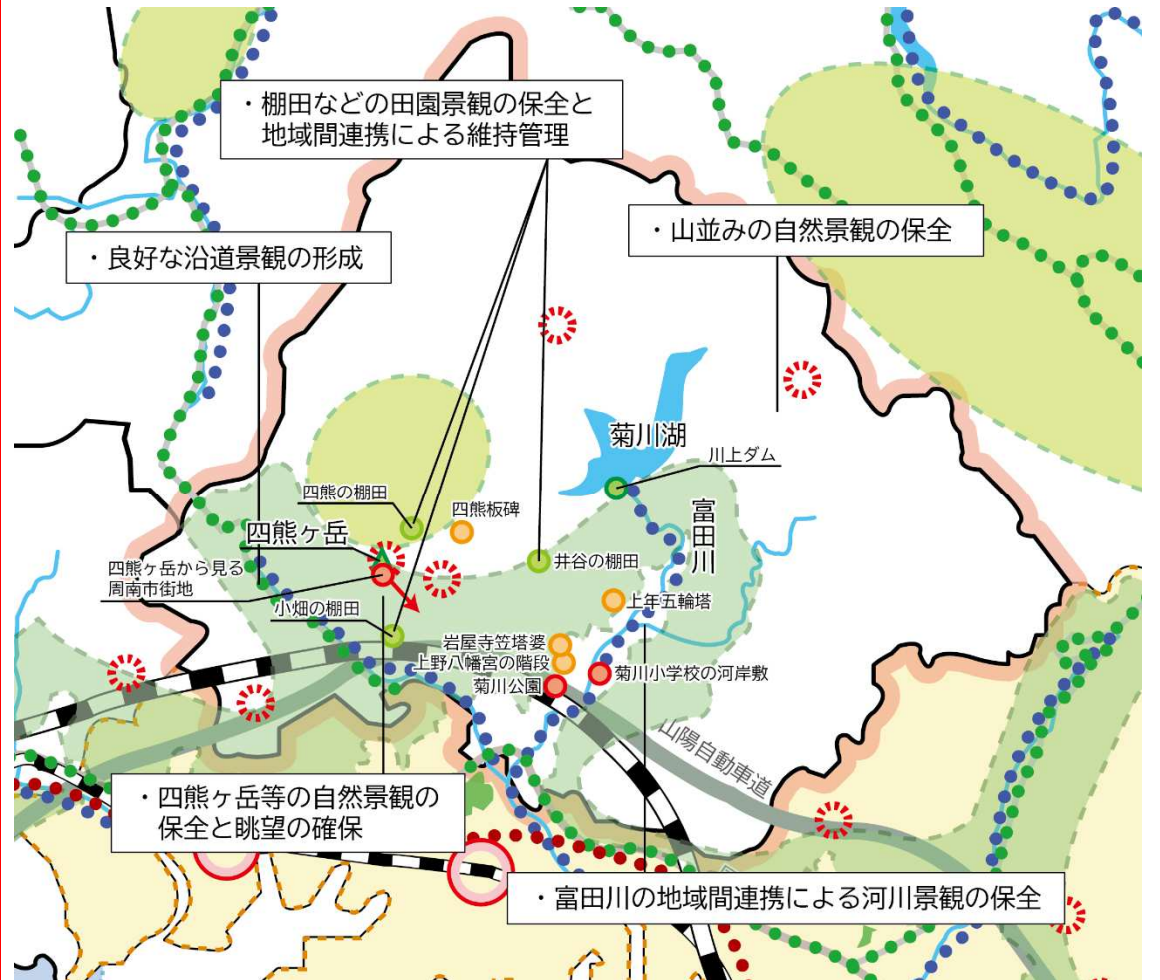 ・棚田などの田園景観の保全と
地域間連携による維持管理
・山並みの自然景観の保全
・良好な沿道景観の形成
菊川湖
川上ダム
四熊の棚田
四熊板碑
富田川
四熊ヶ岳
井谷の棚田
四熊ヶ岳から見る
周南市街地
小畑の棚田
上年五輪塔
岩屋寺笠塔婆
上野八幡宮の階段
菊川小学校の河岸敷
菊川公園
山陽自動車道
・四熊ヶ岳等の自然景観の
保全と眺望の確保
・富田川の地域間連携による河川景観の保全